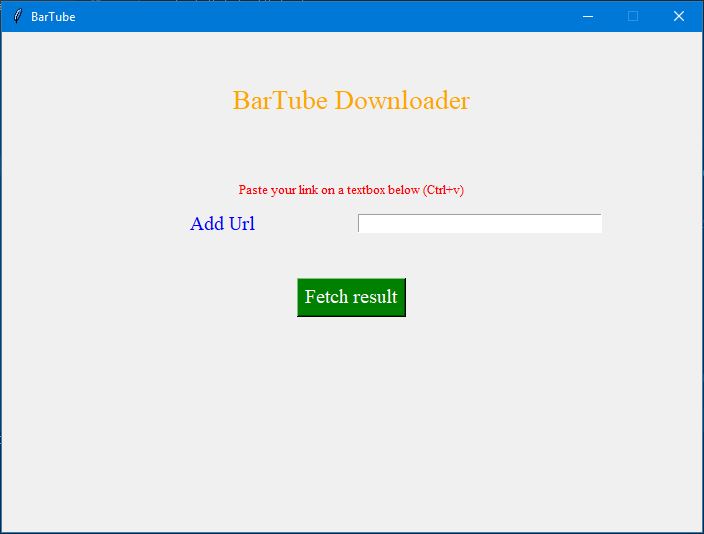 BarTube
BarTube Downloader
Paste your link on a textbox below (Ctrl+v)
Add Url
Fetch result